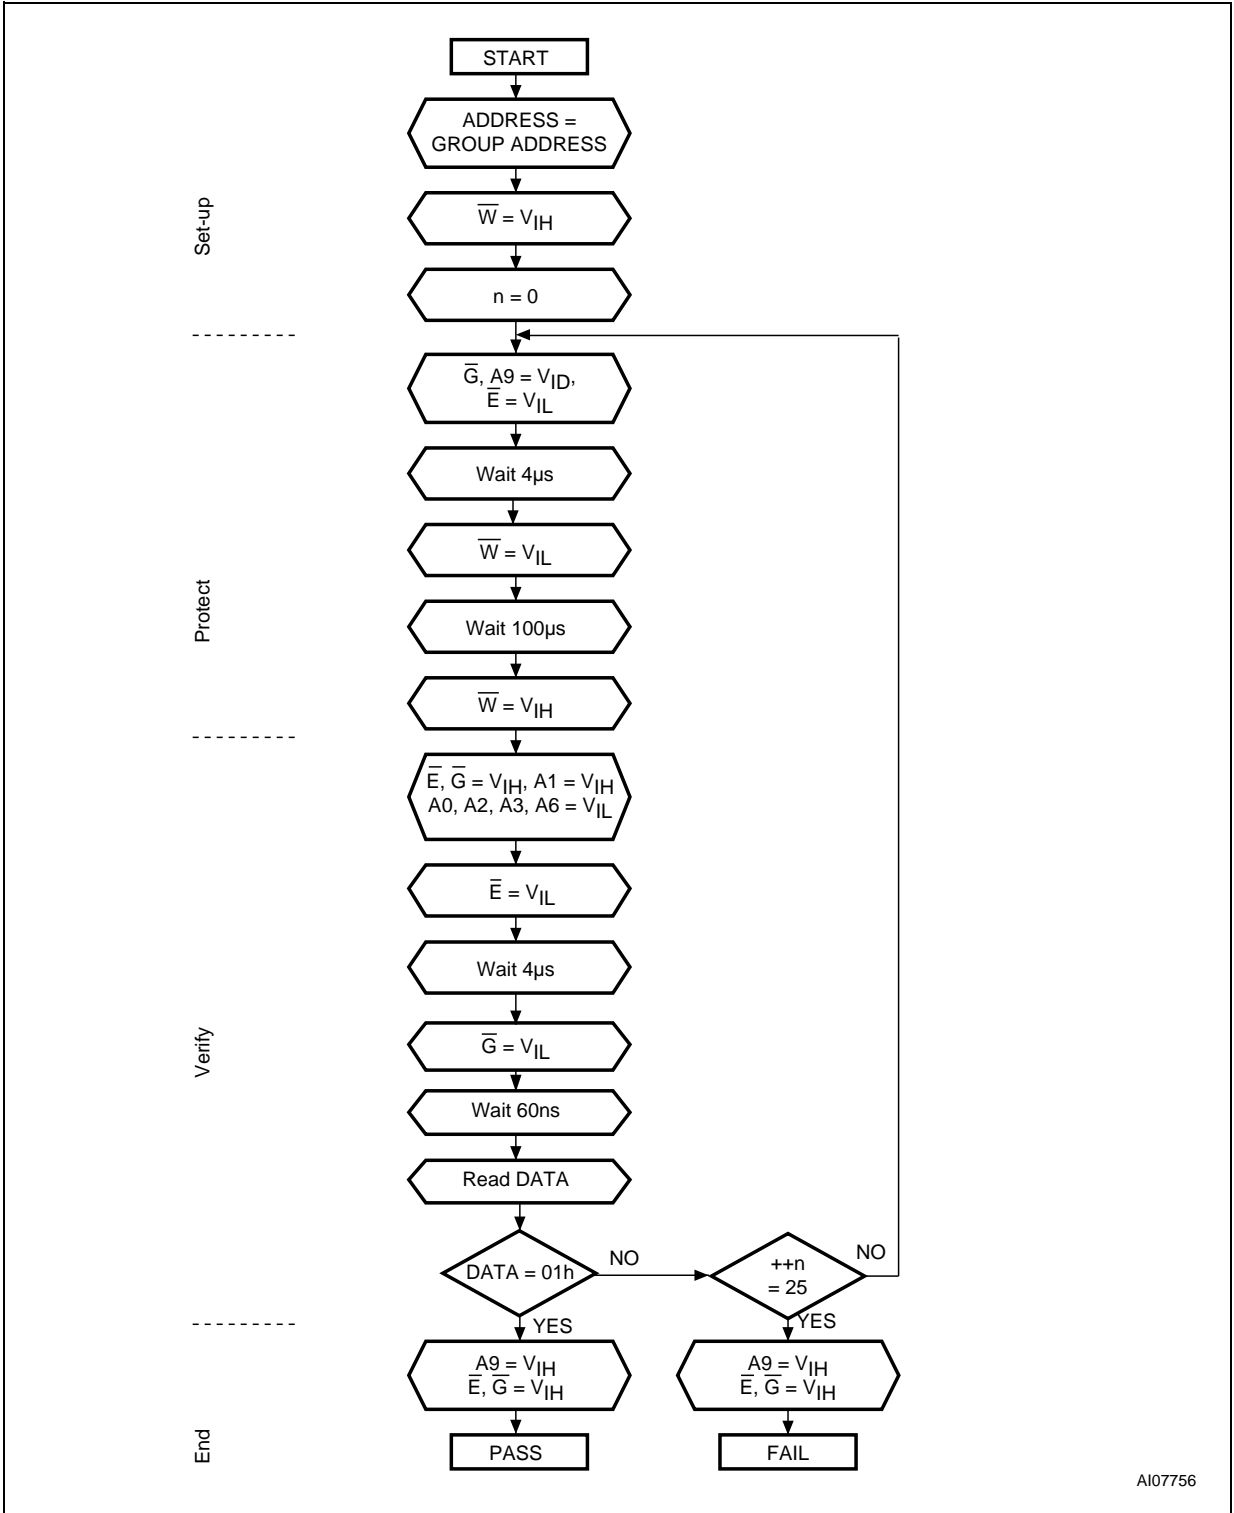 START
ADDRESS =
GROUP ADDRESS
Set-up
W̅ = VIH
n = 0
G̅, A9 = VID,
E̅ = VIL
Wait 4µs
W̅ = VIL
Protect
Wait 100µs
W̅ = VIH
E̅, G̅ = VIH, A1 = VIH
A0, A2, A3, A6 = VIL
E̅ = VIL
Wait 4µs
Verify
G̅ = VIL
Wait 60ns
Read DATA
DATA = 01h
NO
++n
= 25
NO
YES
YES
A9 = VIH
E̅, G̅ = VIH
A9 = VIH
E̅, G̅ = VIH
End
PASS
FAIL
AI07756